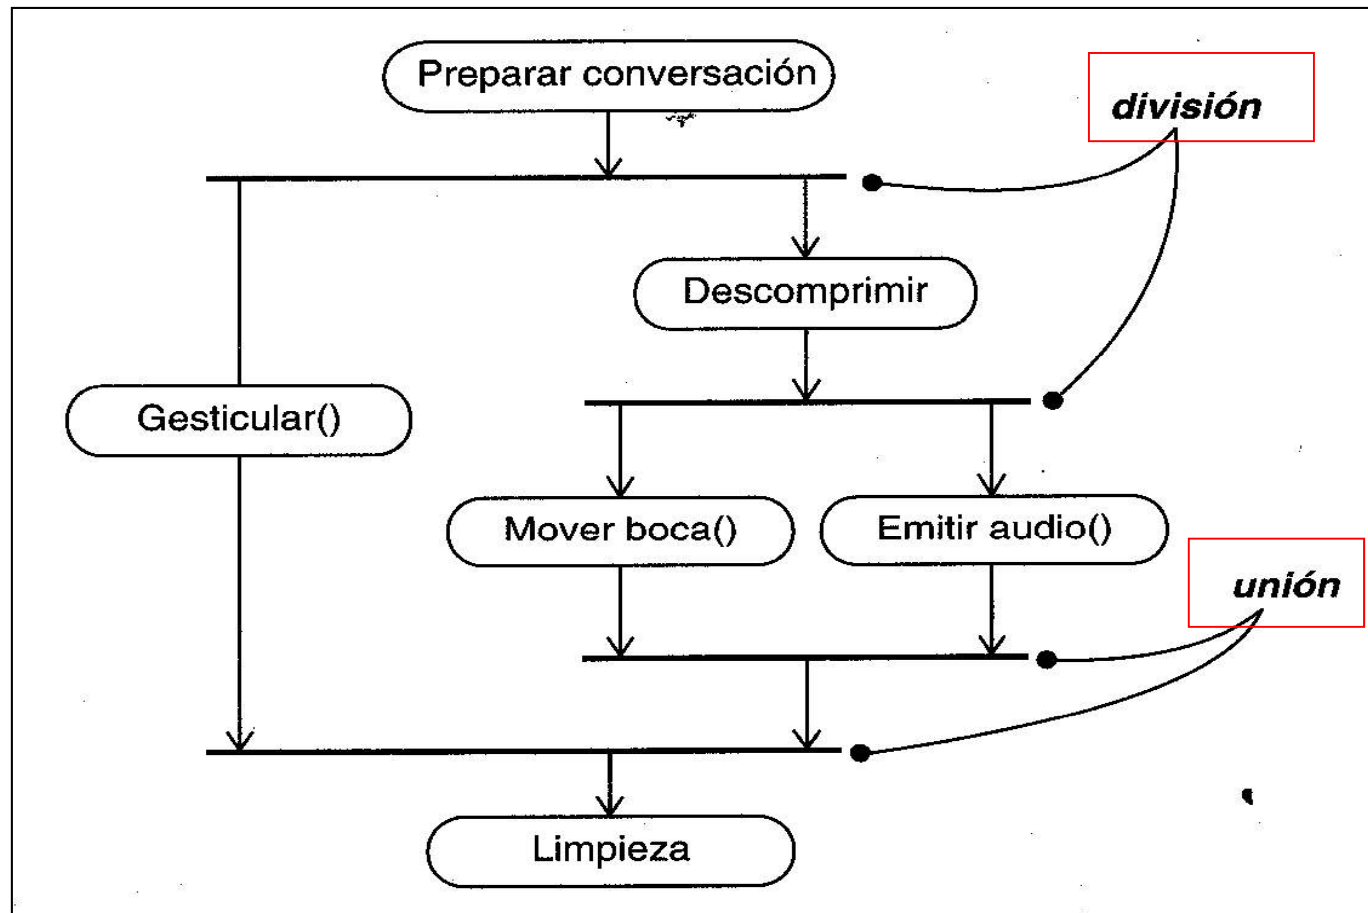 Preparar conversación
división
Descomprimir
Gesticular()
Mover boca()
Emitir audio()
unión
Limpieza